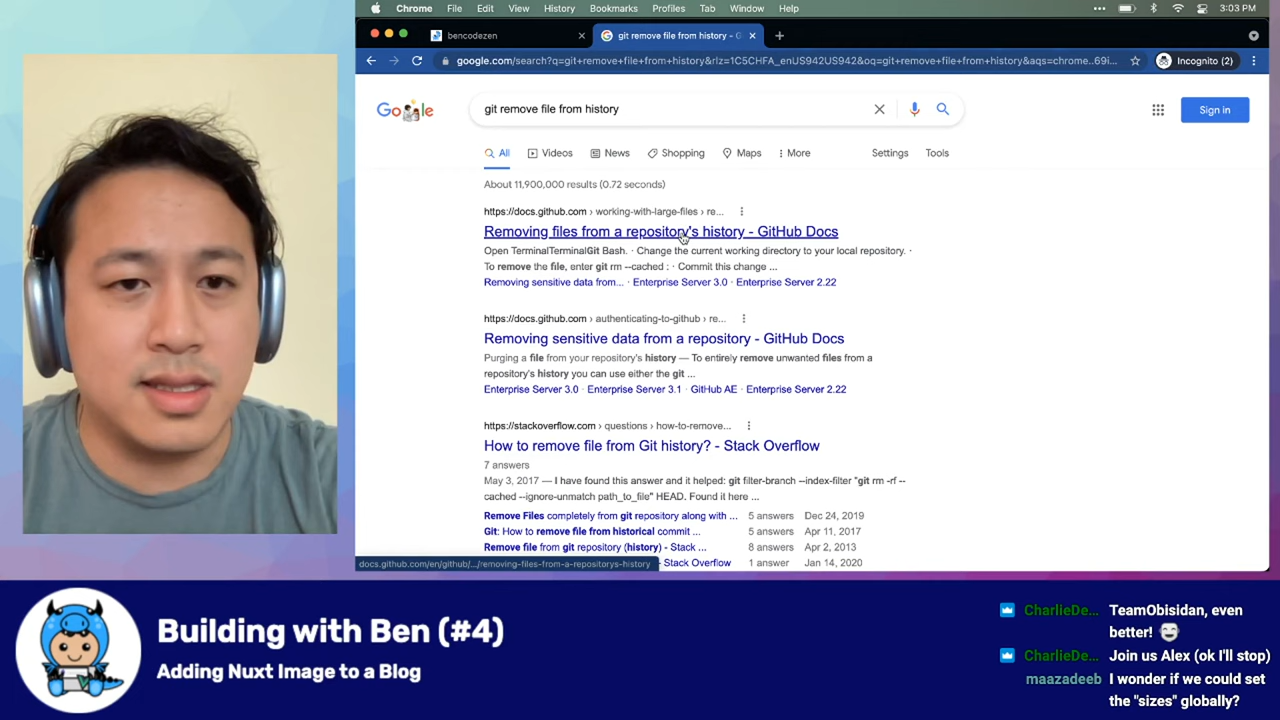 Chrome File Edit View History Bookmarks Profiles Tab Window Help 3:03 PM
bencodezen git remove file from history - G
google.com/search?q=git+remove+file+from+history&rlz=1C5CHFA_enUS942US942&oq=git+remove+file+from+history&aqs=chrome..69i... Incognito (2)
Google git remove file from history Sign in
All Videos News Shopping Maps More Settings Tools
About 11,900,000 results (0.72 seconds)
https://docs.github.com › working-with-large-files › re...
Removing files from a repository's history - GitHub Docs
Open TerminalTerminalGit Bash. · Change the current working directory to your local repository. ·
To remove the file, enter git rm --cached : · Commit this change ...
Removing sensitive data from... · Enterprise Server 3.0 · Enterprise Server 2.22
https://docs.github.com › authenticating-to-github › re...
Removing sensitive data from a repository - GitHub Docs
Purging a file from your repository's history — To entirely remove unwanted files from a
repository's history you can use either the git ...
Enterprise Server 3.0 · Enterprise Server 3.1 · GitHub AE · Enterprise Server 2.22
https://stackoverflow.com › questions › how-to-remove...
How to remove file from Git history? - Stack Overflow
7 answers
May 3, 2017 — I have found this answer and it helped: git filter-branch --index-filter "git rm -rf --
cached --ignore-unmatch path_to_file" HEAD. Found it here ...
Remove Files completely from git repository along with ... 5 answers Dec 24, 2019
Git: How to remove file from historical commit ... 5 answers Apr 11, 2017
Remove file from git repository (history) - Stack ... 8 answers Apr 2, 2013
docs.github.com/en/github/.../removing-files-from-a-repositorys-history - Stack Overflow 1 answer Jan 14, 2020
Building with Ben (#4)
Adding Nuxt Image to a Blog
CharlieDe... TeamObisidan, even
better!
CharlieDe... Join us Alex (ok I'll stop)
maazadeeb I wonder if we could set
the "sizes" globally?